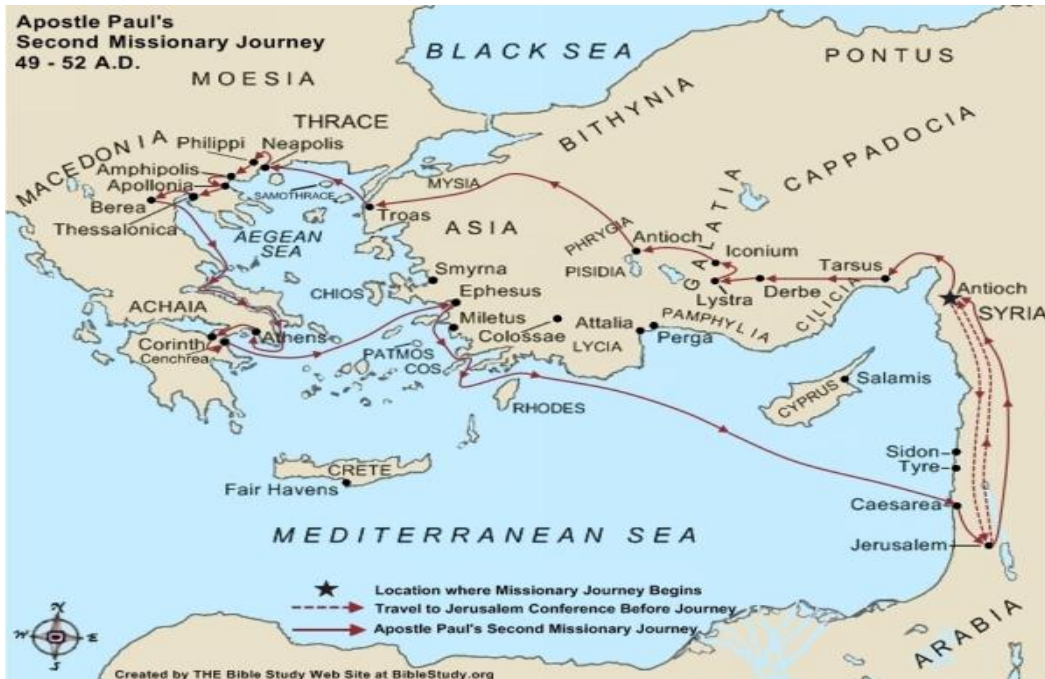 Apostle Paul's
Second Missionary Journey
49 - 52 A.D.
BLACK SEA
PONTUS
MOESIA
BITHYNIA
CAPPADOCIA
THRACE
MACEDONIA
Philippi
Neapolis
Amphipolis
Apollonia
Berea
Thessalonica
SAMOTHRACE
MYSIA
Troas
AEGEAN
SEA
ASIA
PHRYGIA
Antioch
PISIDIA
GALATIA
Iconium
Lystra
Derbe
Tarsus
CILICIA
Antioch
SYRIA
Smyrna
CHIOS
Ephesus
ACHAIA
Miletus
Colossae
Attalia
PAMPHYLIA
Athens
Corinth
Cenchrea
PATMOS
COS
LYCIA
Perga
RHODES
CYPRUS
Salamis
CRETE
Fair Havens
Sidon
Tyre
Caesarea
Jerusalem
MEDITERRANEAN SEA
ARABIA
Location where Missionary Journey Begins
Travel to Jerusalem Conference Before Journey
Apostle Paul's Second Missionary Journey
N
W
E
S
Created by THE Bible Study Web Site at BibleStudy.org